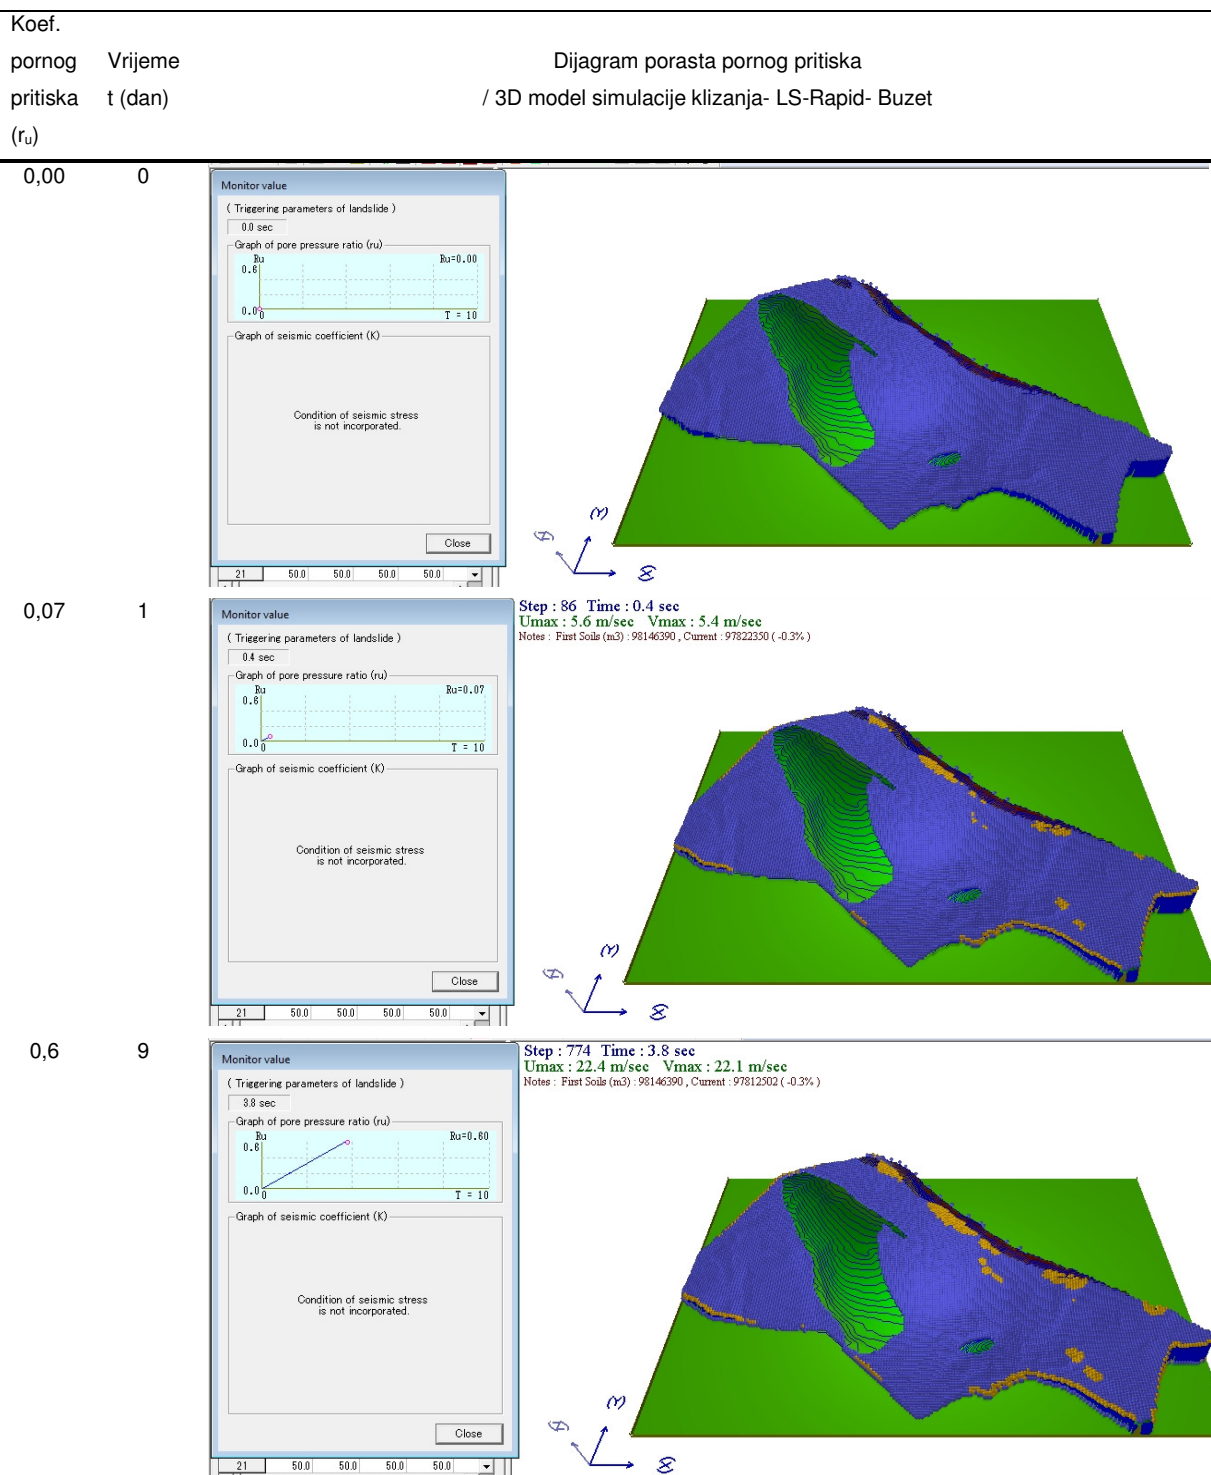 Koef.
pornog Vrijeme Dijagram porasta pornog pritiska
pritiska t (dan) / 3D model simulacije klizanja- LS-Rapid- Buzet
(ru)
0,00 0
Monitor value
( Triggering parameters of landslide )
0.0 sec
Graph of pore pressure ratio (ru)
Ru Ru=0.00
0.6
0.0 0 T = 10
Graph of seismic coefficient (K)
Condition of seismic stress
is not incorporated.
Close
21 50.0 50.0 50.0 50.0
(Z) (Y) (X)
0,07 1
Step : 86 Time : 0.4 sec
Umax : 5.6 m/sec Vmax : 5.4 m/sec
Notes : First Soils (m3) : 98146390 , Current : 97822350 ( -0.3% )
Monitor value
( Triggering parameters of landslide )
0.4 sec
Graph of pore pressure ratio (ru)
Ru Ru=0.07
0.6
0.0 0 T = 10
Graph of seismic coefficient (K)
Condition of seismic stress
is not incorporated.
Close
21 50.0 50.0 50.0 50.0
(Z) (Y) (X)
0,6 9
Step : 774 Time : 3.8 sec
Umax : 22.4 m/sec Vmax : 22.1 m/sec
Notes : First Soils (m3) : 98146390 , Current : 97812502 ( -0.3% )
Monitor value
( Triggering parameters of landslide )
3.8 sec
Graph of pore pressure ratio (ru)
Ru Ru=0.60
0.6
0.0 0 T = 10
Graph of seismic coefficient (K)
Condition of seismic stress
is not incorporated.
Close
21 50.0 50.0 50.0 50.0
(Z) (Y) (X)